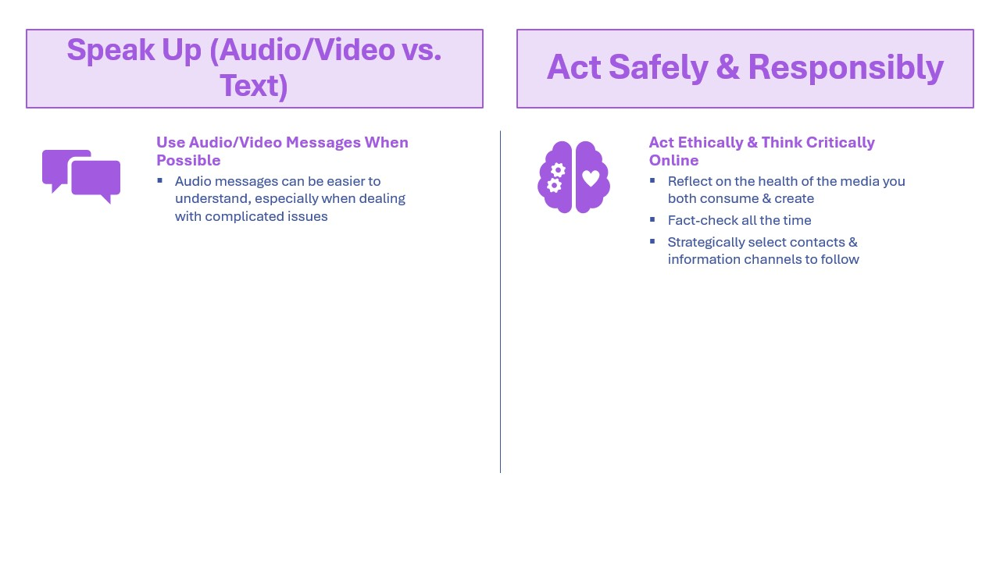 Speak Up (Audio/Video vs.
Text)
Use Audio/Video Messages When
Possible
▪ Audio messages can be easier to
understand, especially when dealing
with complicated issues
Act Safely & Responsibly
Act Ethically & Think Critically
Online
▪ Reflect on the health of the media you
both consume & create
▪ Fact-check all the time
▪ Strategically select contacts &
information channels to follow